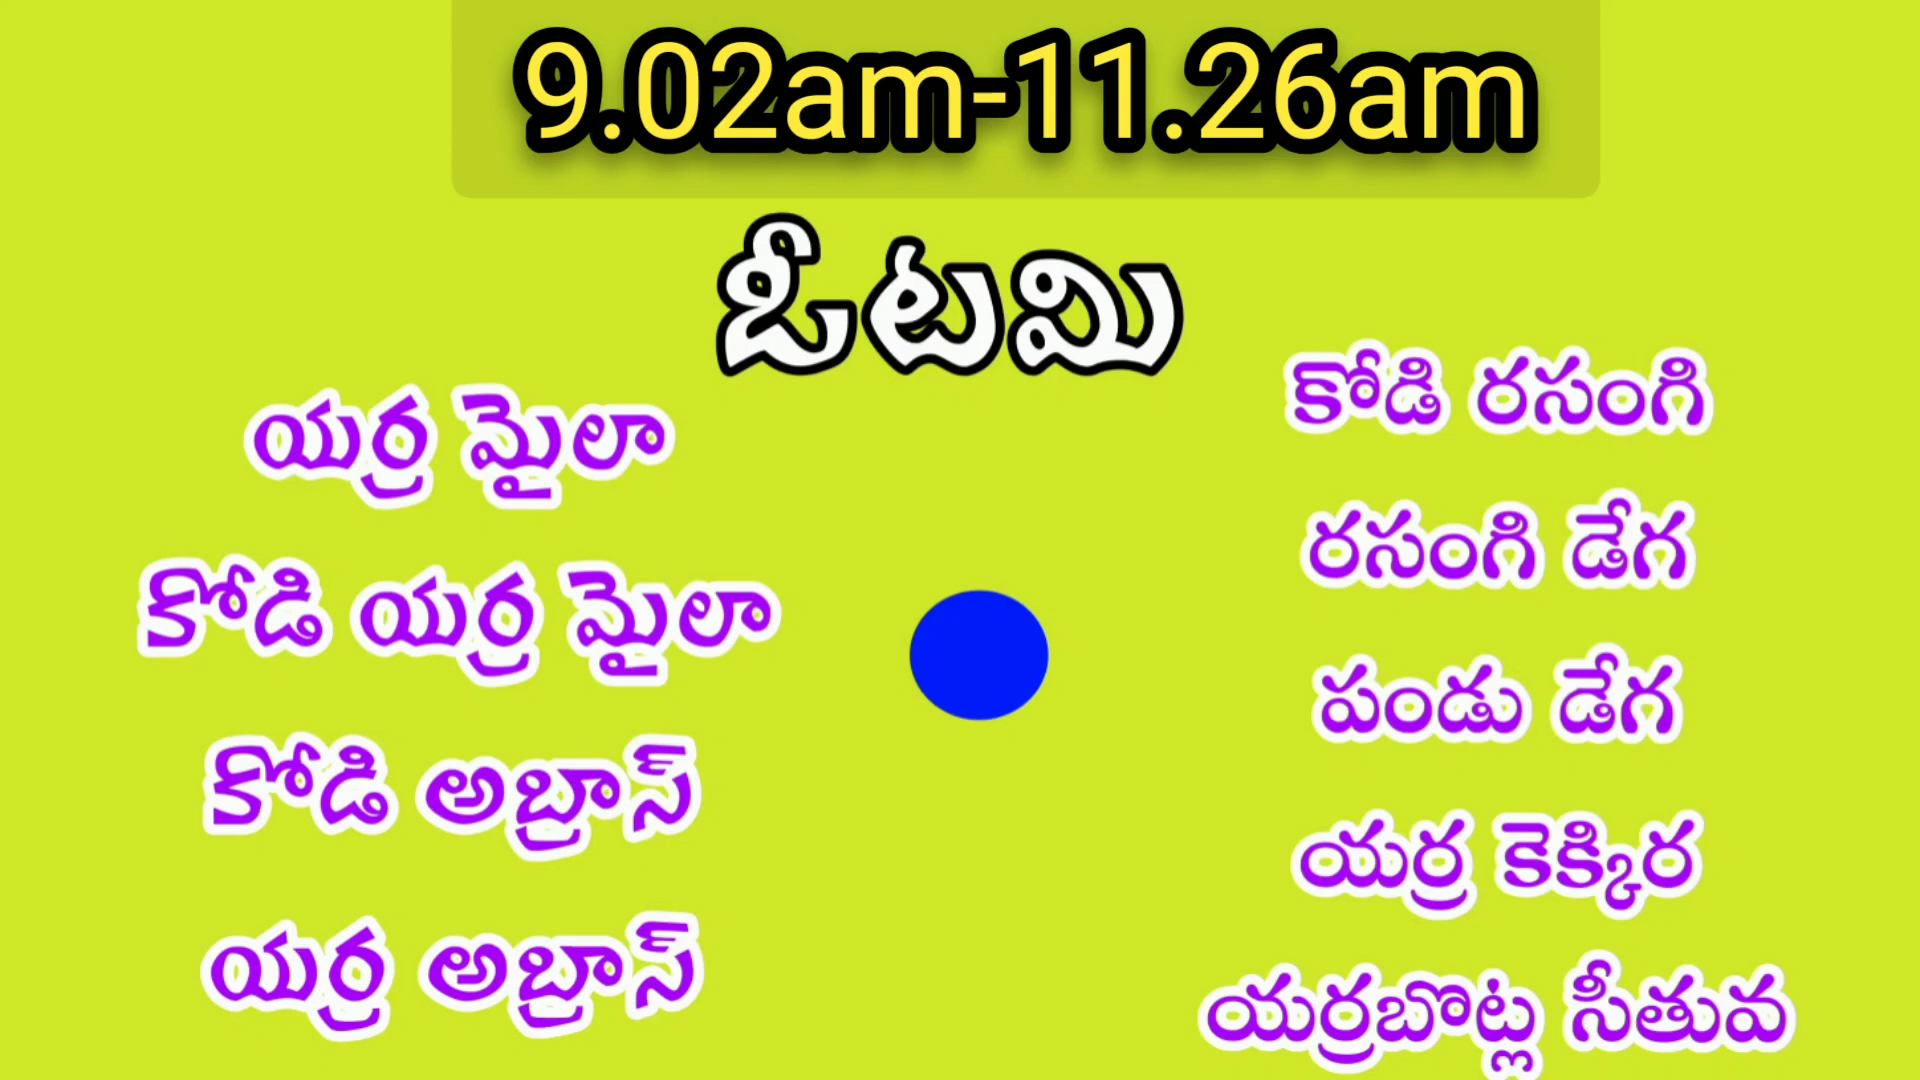 9.02am-11.26am
ఓటమి
యర్ర మైలా
కోడి యర్ర మైలా
కోడి అబ్రాస్
యర్ర అబ్రాస్
కోడి రసంగి
రసంగి డేగ
పండు డేగ
యర్ర కెక్కిర
యర్రబొట్ల సీతువ